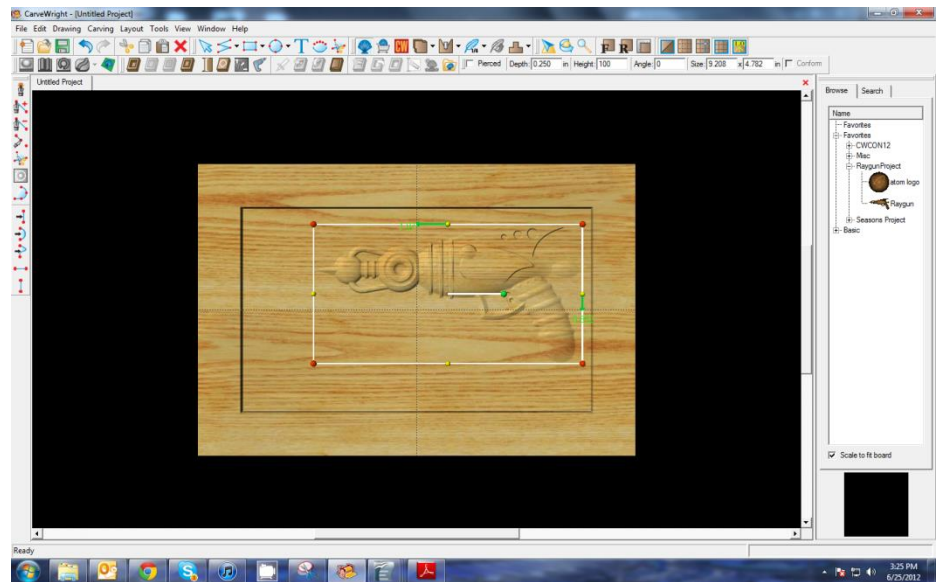 CarveWright - [Untitled Project]
File Edit Drawing Carving Layout Tools View Window Help
Pierced Depth: 0.250 in Height: 100 Angle: 0 Size: 9.208 x 4.782 in Conform
Untitled Project
Browse Search
Name
Favorites
Favorites
CWCON12
Misc
RaygunProject
atom logo
Raygun
Seasons Project
Basic
Scale to fit board
Ready
3:25 PM
6/25/2012